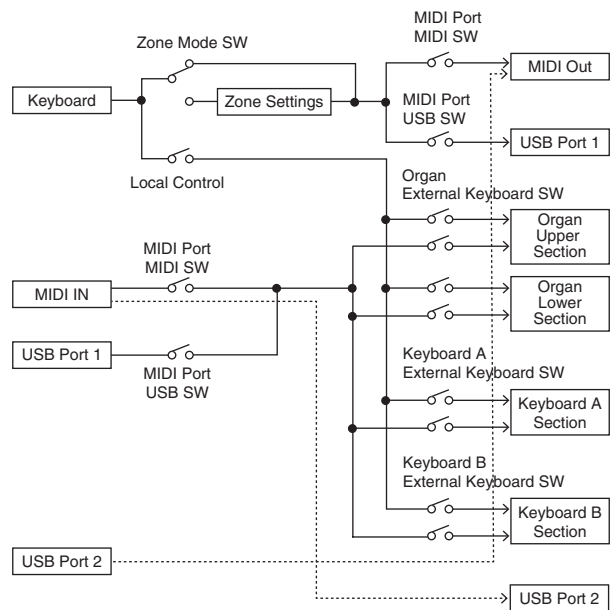 Zone Mode SW
MIDI Port
MIDI SW
MIDI Out
Keyboard
Zone Settings
MIDI Port
USB SW
USB Port 1
Local Control
Organ
External Keyboard SW
Organ
Upper
Section
MIDI Port
MIDI SW
MIDI IN
Organ
Lower
Section
USB Port 1
MIDI Port
USB SW
Keyboard A
External Keyboard SW
Keyboard A
Section
Keyboard B
External Keyboard SW
Keyboard B
Section
USB Port 2
USB Port 2